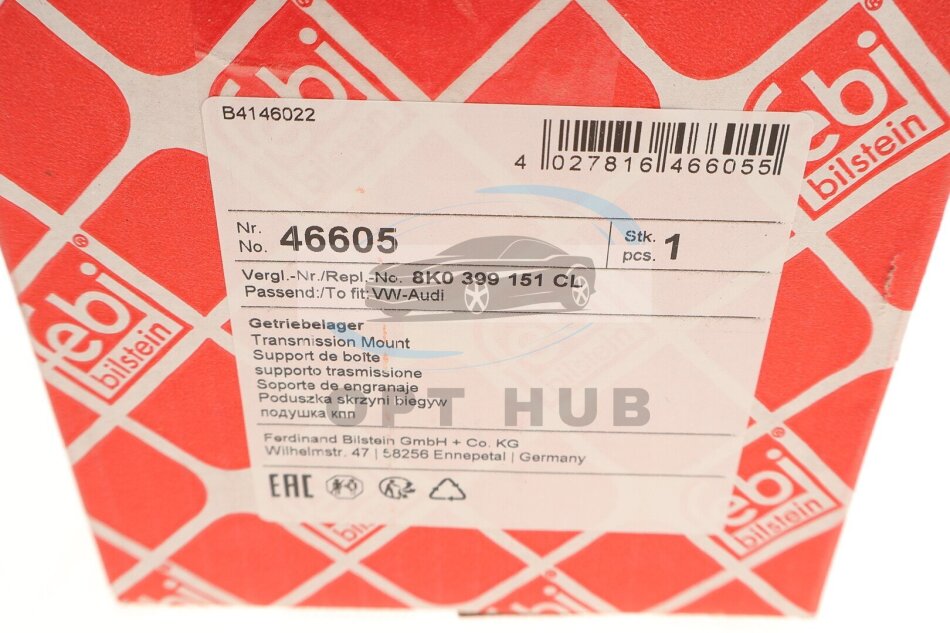 febi
bilstein
B4146022
4 027816 466055
febi
bilstein
Nr.
No. 46605
Stk.
pcs. 1
Vergl.-Nr./Repl.-No. 8K0 399 151 CL
Passend:/To fit: VW-Audi
Getriebelager
Transmission Mount
Support de boîte
supporto trasmissione
Soporte de engranaje
Poduszka skrzyni biegyw
подушка кпп
OPT HUB
Ferdinand Bilstein GmbH + Co. KG
Wilhelmstr. 47 | 58256 Ennepetal | Germany
EAC
febi
bilstein